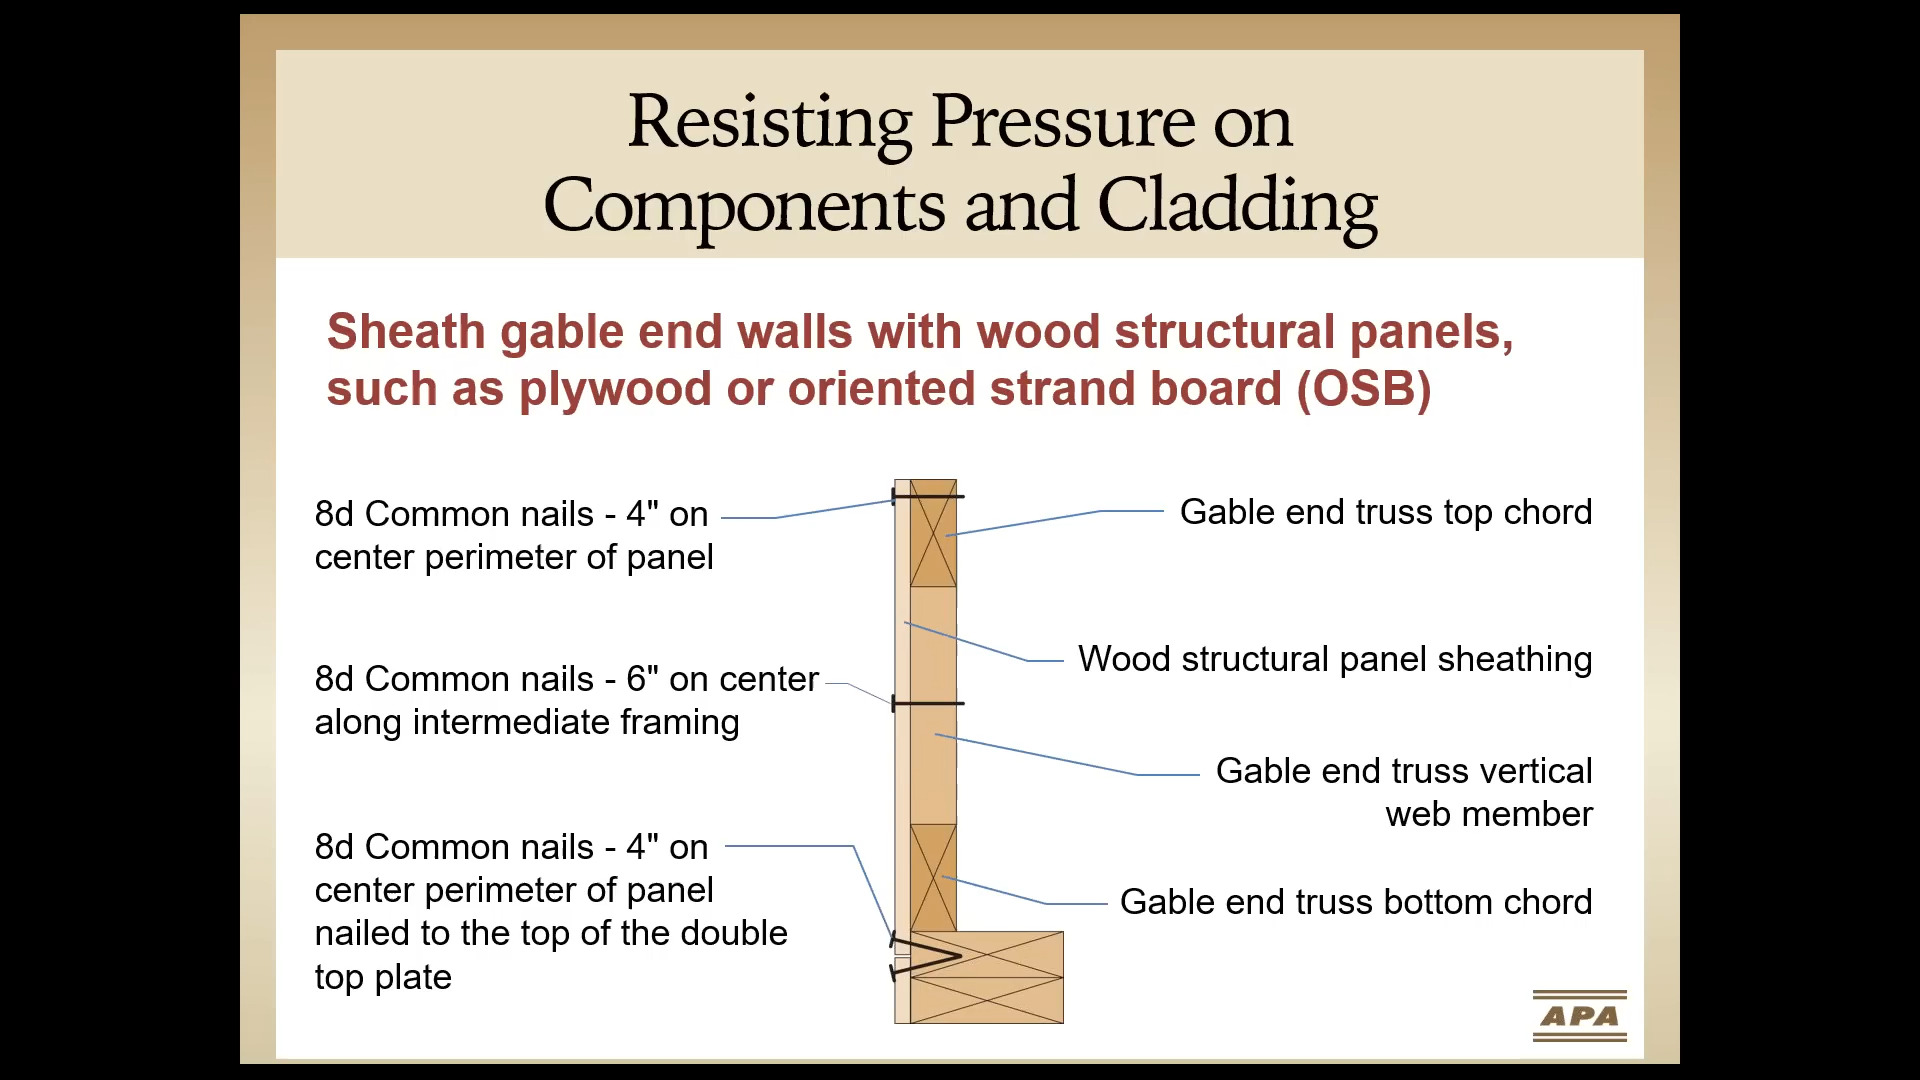 Resisting Pressure on
Components and Cladding
Sheath gable end walls with wood structural panels,
such as plywood or oriented strand board (OSB)
8d Common nails - 4" on
center perimeter of panel
8d Common nails - 6" on center
along intermediate framing
8d Common nails - 4" on
center perimeter of panel
nailed to the top of the double
top plate
Gable end truss top chord
Wood structural panel sheathing
Gable end truss vertical
web member
Gable end truss bottom chord
APA